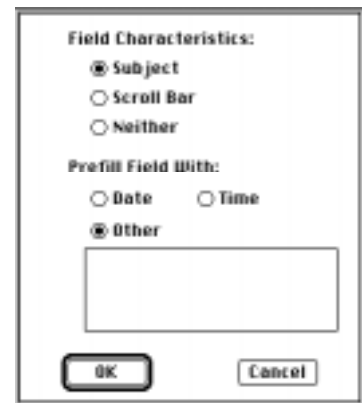 Field Characteristics:
Subject
Scroll Bar
Neither
Prefill Field With:
Date Time
Other
OK Cancel